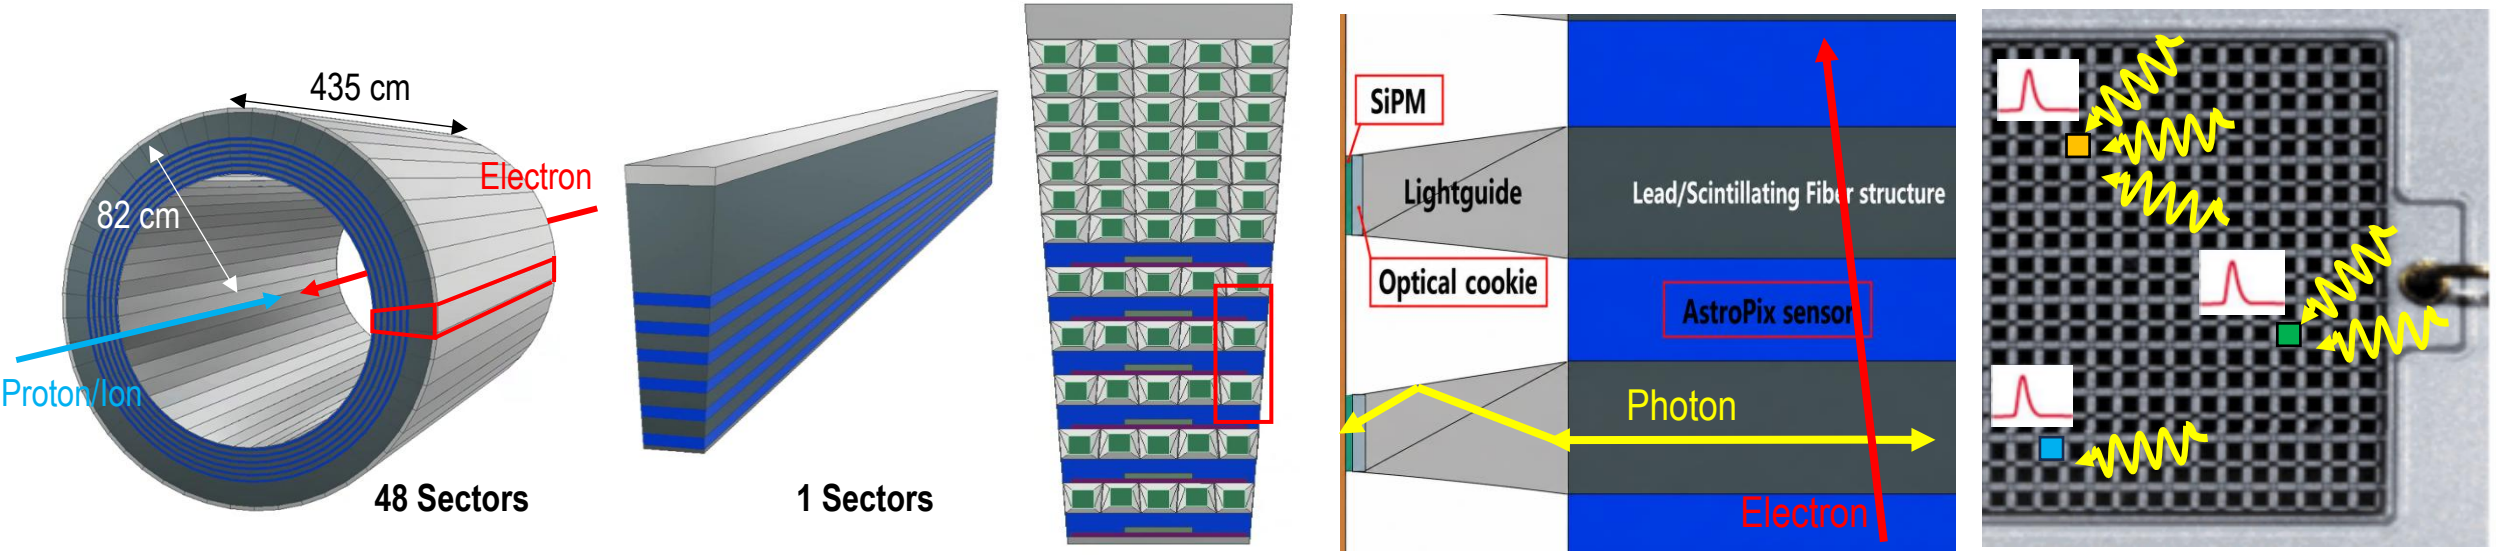 435 cm
82 cm
Electron
Proton/Ion
48 Sectors
1 Sectors
SiPM
Lightguide
Optical cookie
Lead/Scintillating Fiber structure
AstroPix sensor
Photon
Electron